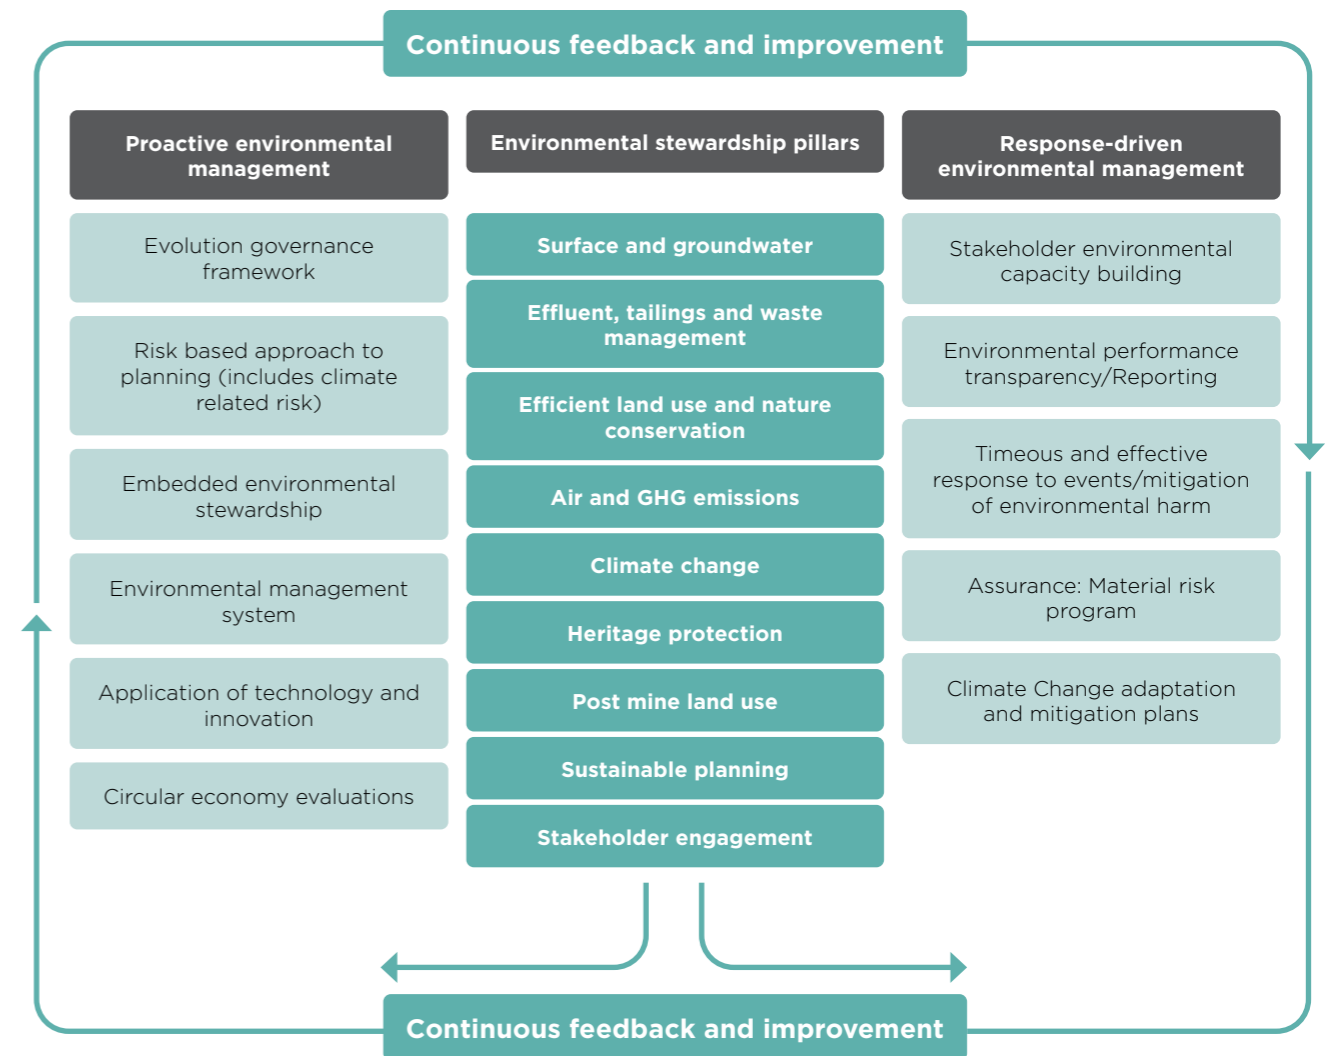 Continuous feedback and improvement
Proactive environmental
management
Evolution governance
framework
Risk based approach to
planning (includes climate
related risk)
Embedded environmental
stewardship
Environmental management
system
Application of technology and
innovation
Circular economy evaluations
Environmental stewardship pillars
Surface and groundwater
Effluent, tailings and waste
management
Efficient land use and nature
conservation
Air and GHG emissions
Climate change
Heritage protection
Post mine land use
Sustainable planning
Stakeholder engagement
Response-driven
environmental management
Stakeholder environmental
capacity building
Environmental performance
transparency/Reporting
Timeous and effective
response to events/mitigation
of environmental harm
Assurance: Material risk
program
Climate Change adaptation
and mitigation plans
Continuous feedback and improvement